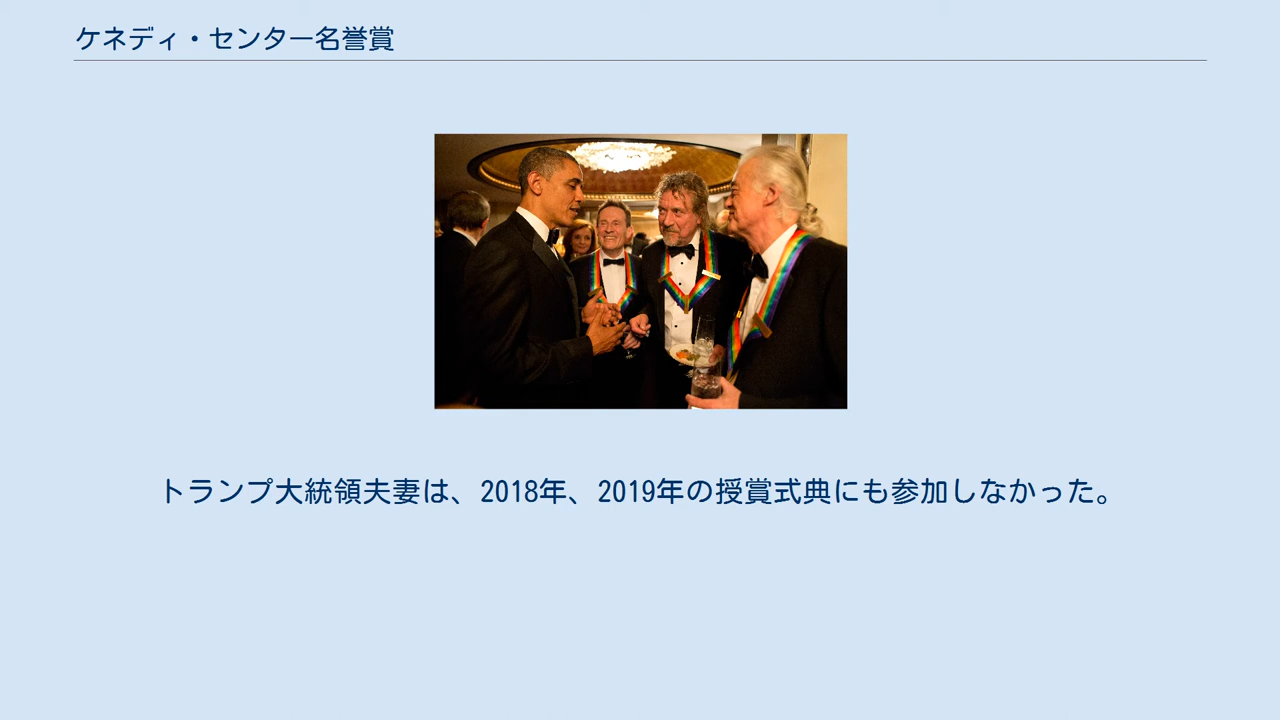 ケネディ・センター名誉賞
トランプ大統領夫妻は、2018年、2019年の授賞式典にも参加しなかった。